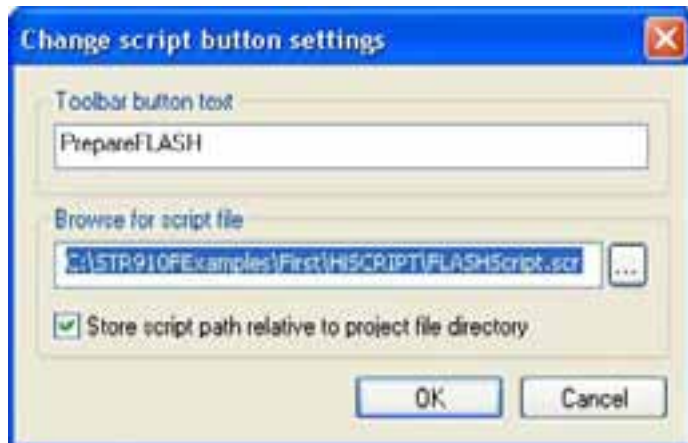 Change script button settings
Toolbar button text
PrepareFLASH
Browse for script file
C:\STR910FExamples\First\HiSCRIPT\FLASHScript.scr
...
Store script path relative to project file directory
OK
Cancel